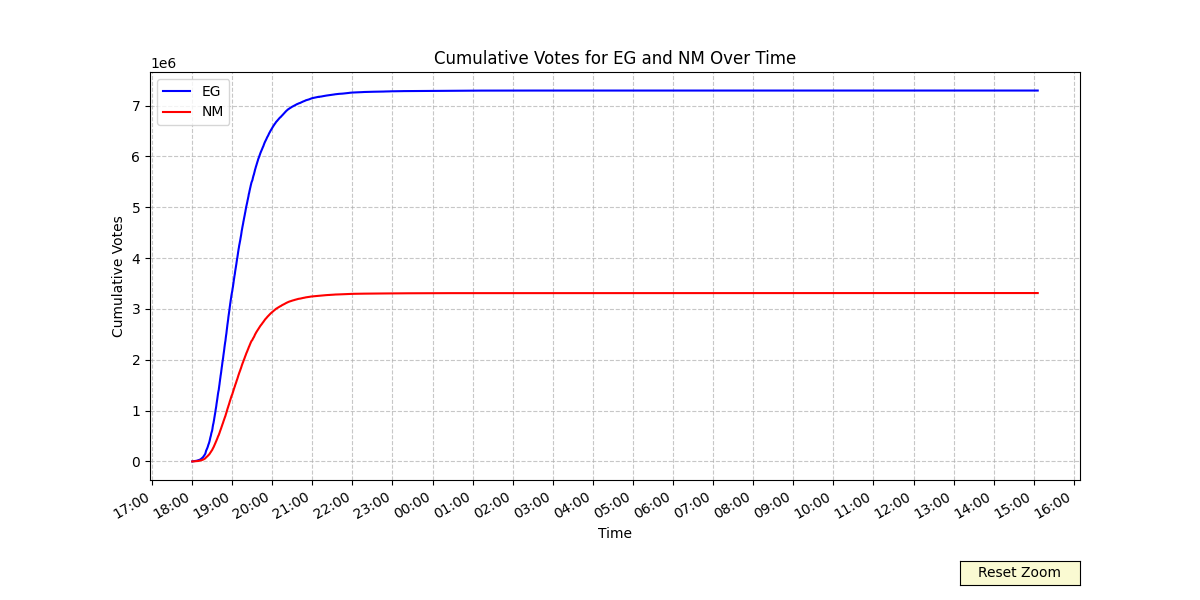 Cumulative Votes for EG and NM Over Time
1e6
EG
NM
7
6
5
4
3
2
1
0
Cumulative Votes
17:00 18:00 19:00 20:00 21:00 22:00 23:00 00:00 01:00 02:00 03:00 04:00 05:00 06:00 07:00 08:00 09:00 10:00 11:00 12:00 13:00 14:00 15:00 16:00
Time
Reset Zoom